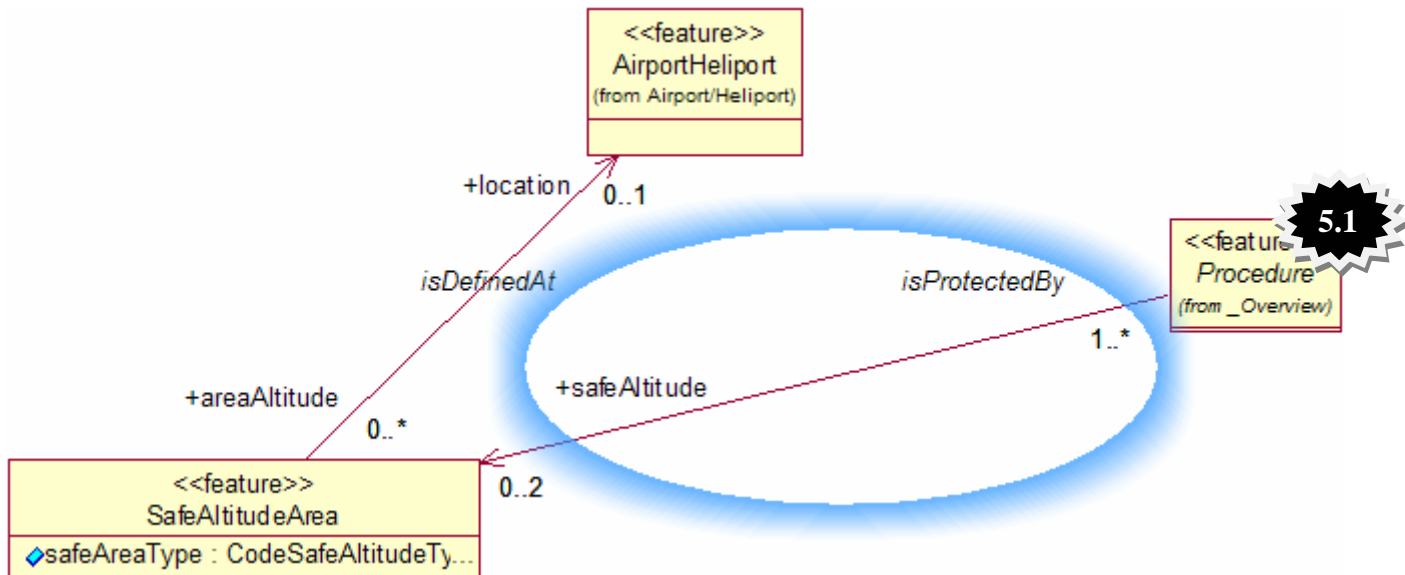 <<feature>>
AirportHeliport
(from Airport/Heliport)
+location
0..1
5.1
<<featur
Procedure
(from _Overview)
isDefinedAt
isProtectedBy
1..*
+safeAltitude
+areaAltitude
0..*
0..2
<<feature>>
SafeAltitudeArea
safeAreaType : CodeSafeAltitudeTy...